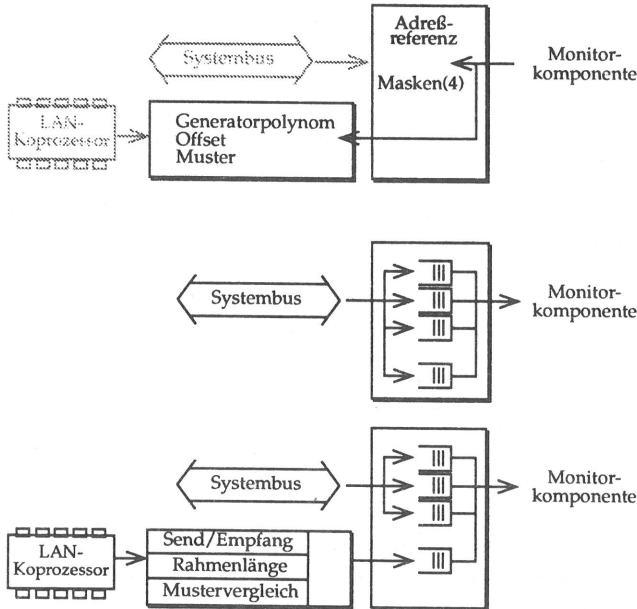 Adreß-
referenz
Systembus
Monitor-
komponente
Masken(4)
LAN-
Koprozessor
Generatorpolynom
Offset
Muster
Systembus
Monitor-
komponente
Systembus
Monitor-
komponente
LAN-
Koprozessor
Send/Empfang
Rahmenlänge
Mustervergleich